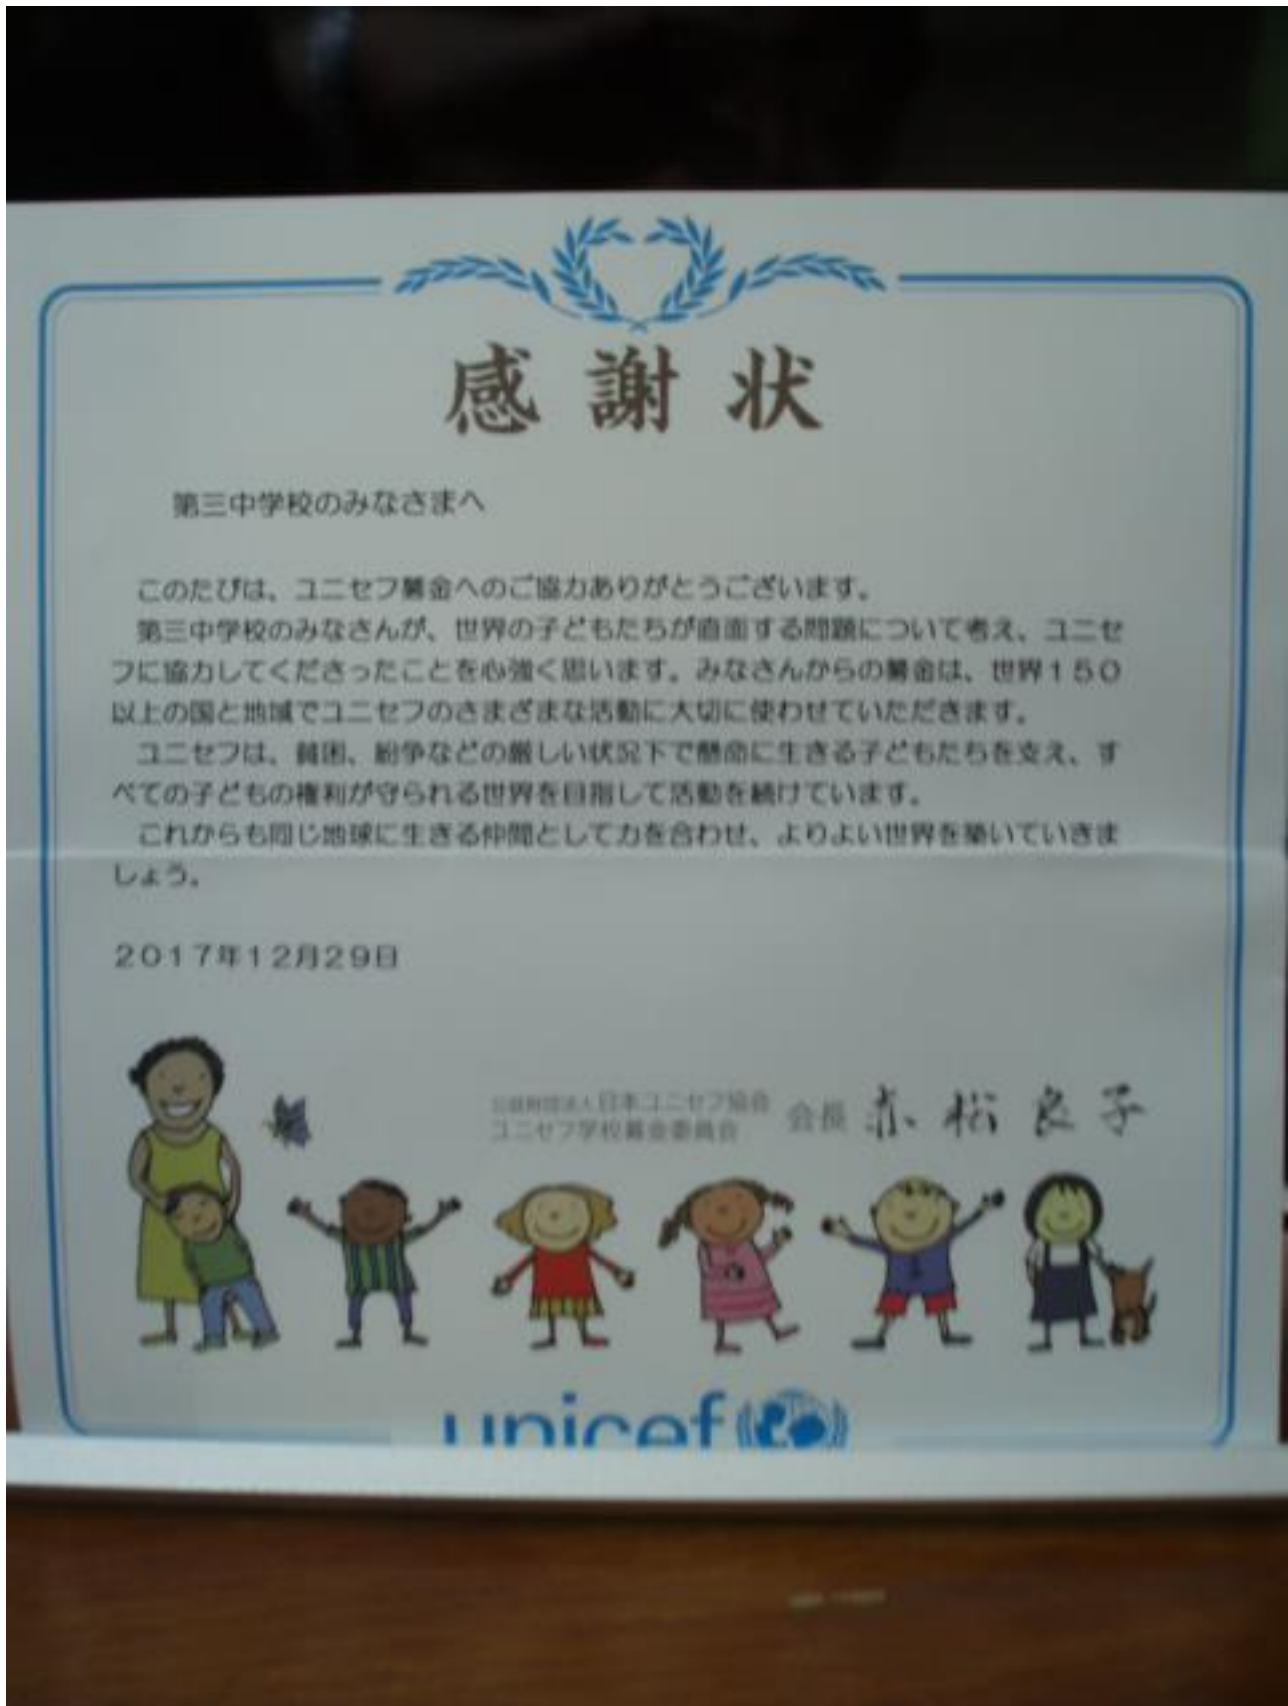 感謝状
第三中学校のみなさまへ
このたびは、ユニセフ募金へのご協力ありがとうございます。
第三中学校のみなさんが、世界の子どもたちが直面する問題について考え、ユニセ
フに協力してくださったことを心強く思います。みなさんからの募金は、世界１５０
以上の国と地域でユニセフのさまざまな活動に大切に使わせていただきます。
ユニセフは、貧困、紛争などの厳しい状況下で懸命に生きる子どもたちを支え、す
べての子どもの権利が守られる世界を目指して活動を続けています。
これからも同じ地球に生きる仲間として力を合わせ、よりよい世界を築いていきま
しょう。
２０１７年１２月２９日
公益財団法人 日本ユニセフ協会
ユニセフ学校募金委員会 会長 赤松良子
unicef